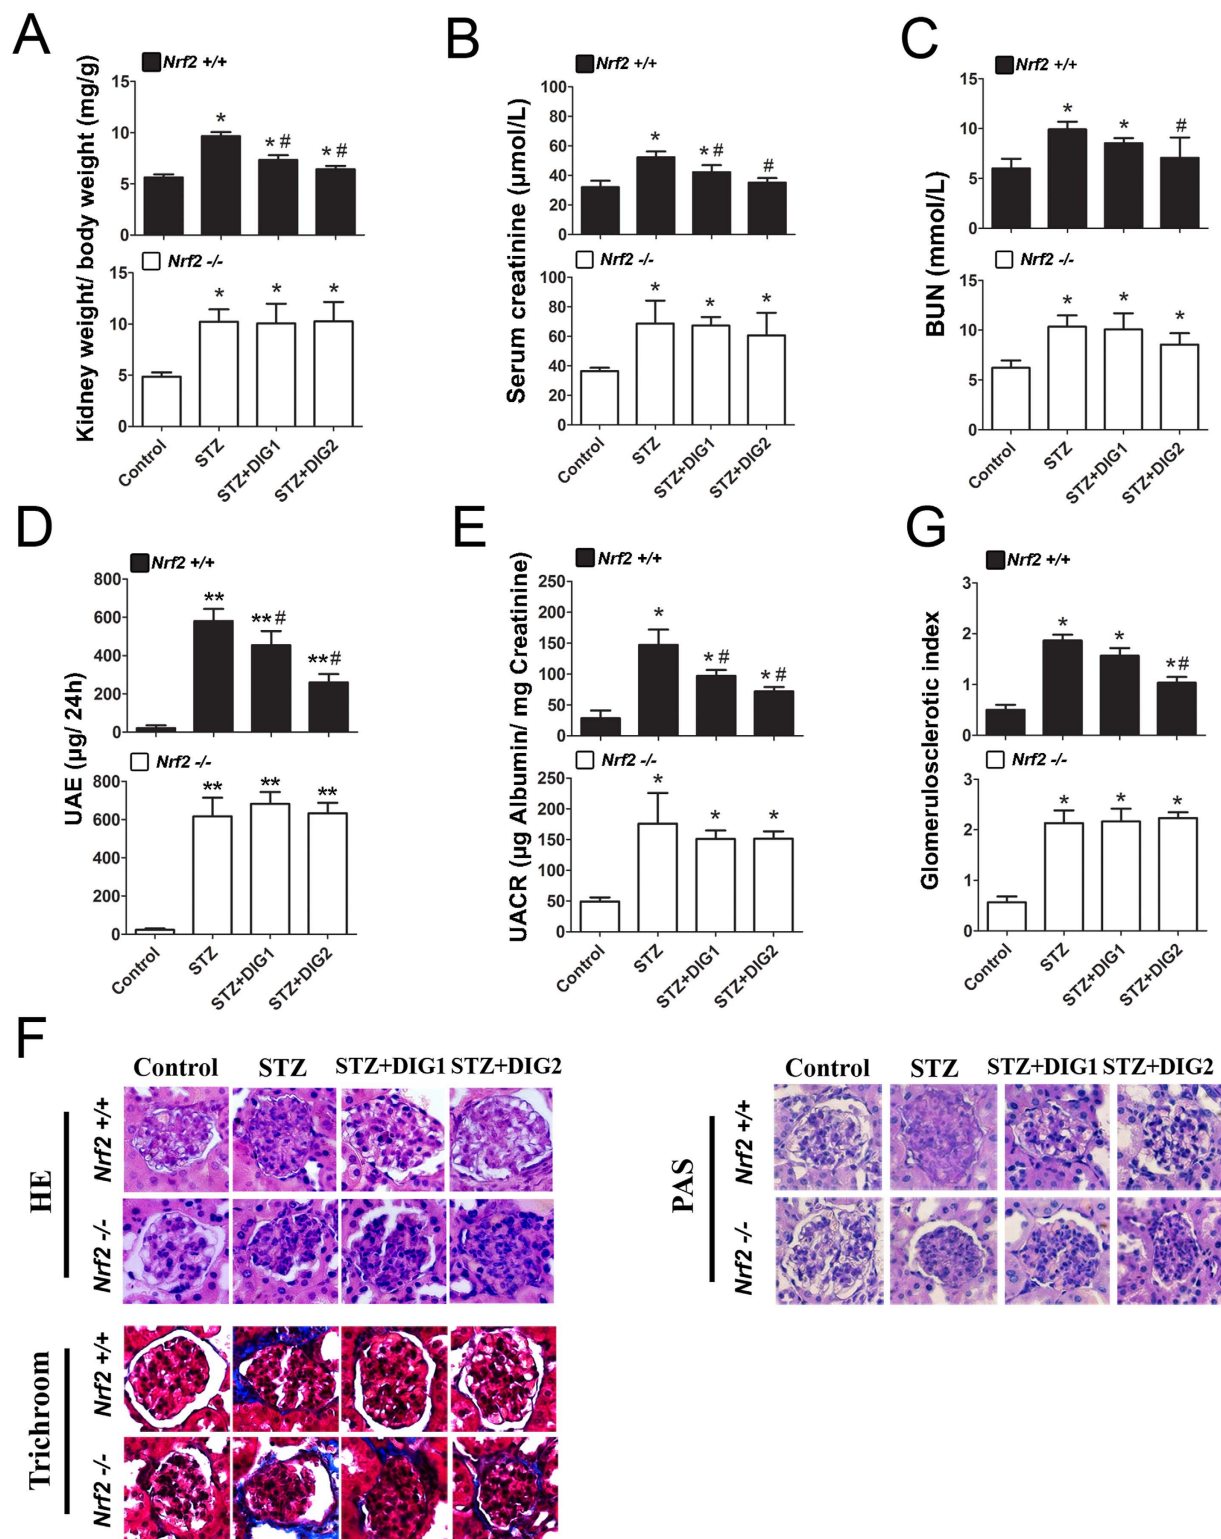 A
Nrf2 +/+
Kidney weight/ body weight (mg/g)
15
10
5
0
* * # * #
Nrf2 -/-
15
10
5
0
* * *
Control STZ STZ+DIG1 STZ+DIG2
B
Nrf2 +/+
Serum creatinine (µmol/L)
100
80
60
40
20
0
* * # #
Nrf2 -/-
100
80
60
40
20
0
* * *
Control STZ STZ+DIG1 STZ+DIG2
C
Nrf2 +/+
BUN (mmol/L)
15
10
5
0
* * #
Nrf2 -/-
15
10
5
0
* * *
Control STZ STZ+DIG1 STZ+DIG2
D
Nrf2 +/+
UAE (µg/ 24h)
800
600
400
200
0
** **# **#
Nrf2 -/-
800
600
400
200
0
** ** **
Control STZ STZ+DIG1 STZ+DIG2
E
Nrf2 +/+
UACR (µg Albumin/ mg Creatinine)
250
200
150
100
50
0
* * # * #
Nrf2 -/-
250
200
150
100
50
0
* * *
Control STZ STZ+DIG1 STZ+DIG2
G
Nrf2 +/+
Glomerulosclerotic index
3
2
1
0
* * *#
Nrf2 -/-
3
2
1
0
* * *
Control STZ STZ+DIG1 STZ+DIG2
F
Control STZ STZ+DIG1 STZ+DIG2
HE
Nrf2 +/+
Nrf2 -/-
Trichroom
Nrf2 +/+
Nrf2 -/-
Control STZ STZ+DIG1 STZ+DIG2
PAS
Nrf2 +/+
Nrf2 -/-